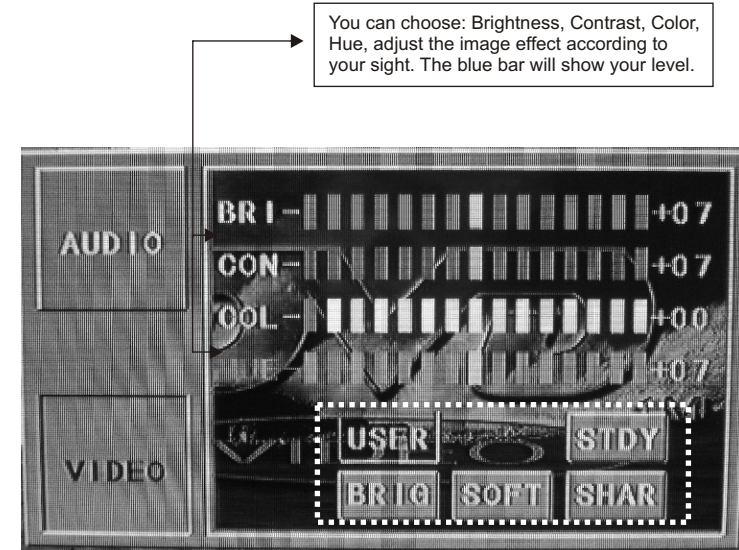 You can choose: Brightness, Contrast, Color,
Hue, adjust the image effect according to
your sight. The blue bar will show your level.
AUDIO
BRI +07
CON +07
COL +00
HUE +07
VIDEO
USER STDY
BRIG SOFT SHAR